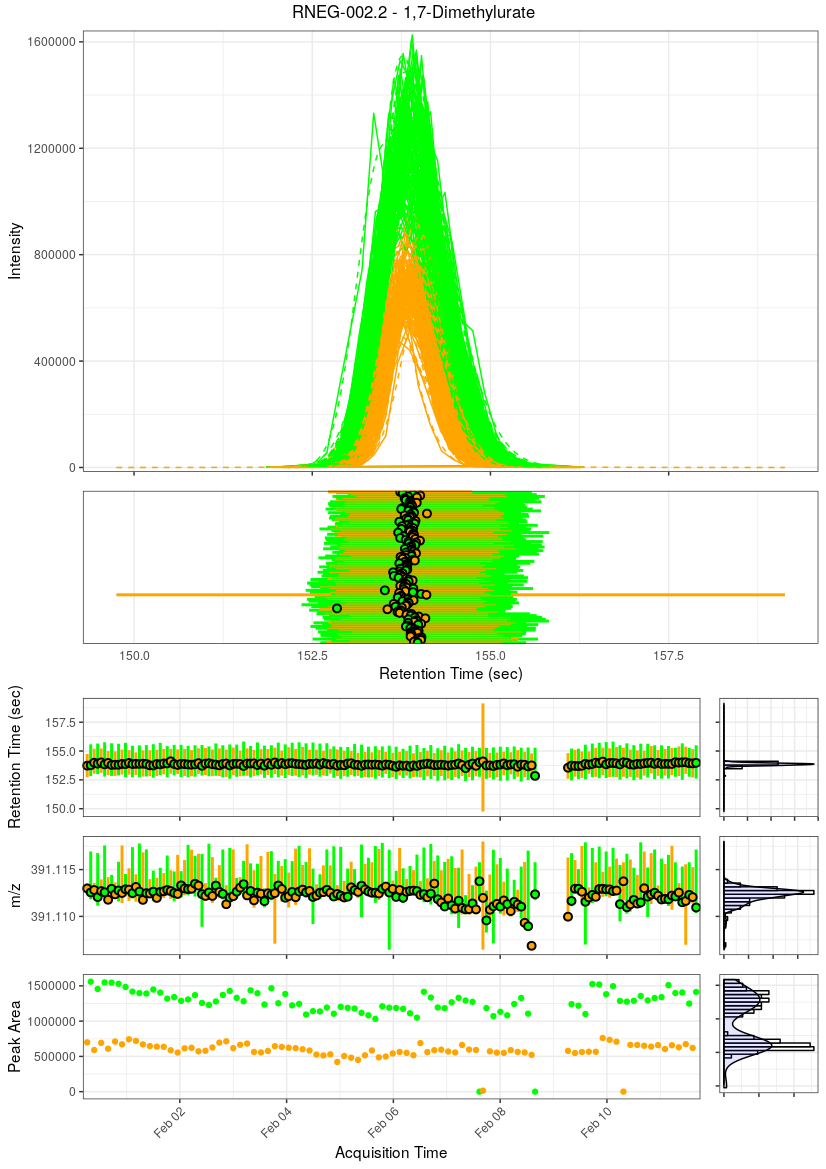 RNEG-002.2 - 1,7-Dimethylurate
1600000
1200000
800000
400000
0
Intensity
150.0 152.5 155.0 157.5
Retention Time (sec)
Retention Time (sec)
157.5
155.0
152.5
150.0
m/z
391.115
391.110
Peak Area
1500000
1000000
500000
0
Feb 02 Feb 04 Feb 06 Feb 08 Feb 10
Acquisition Time